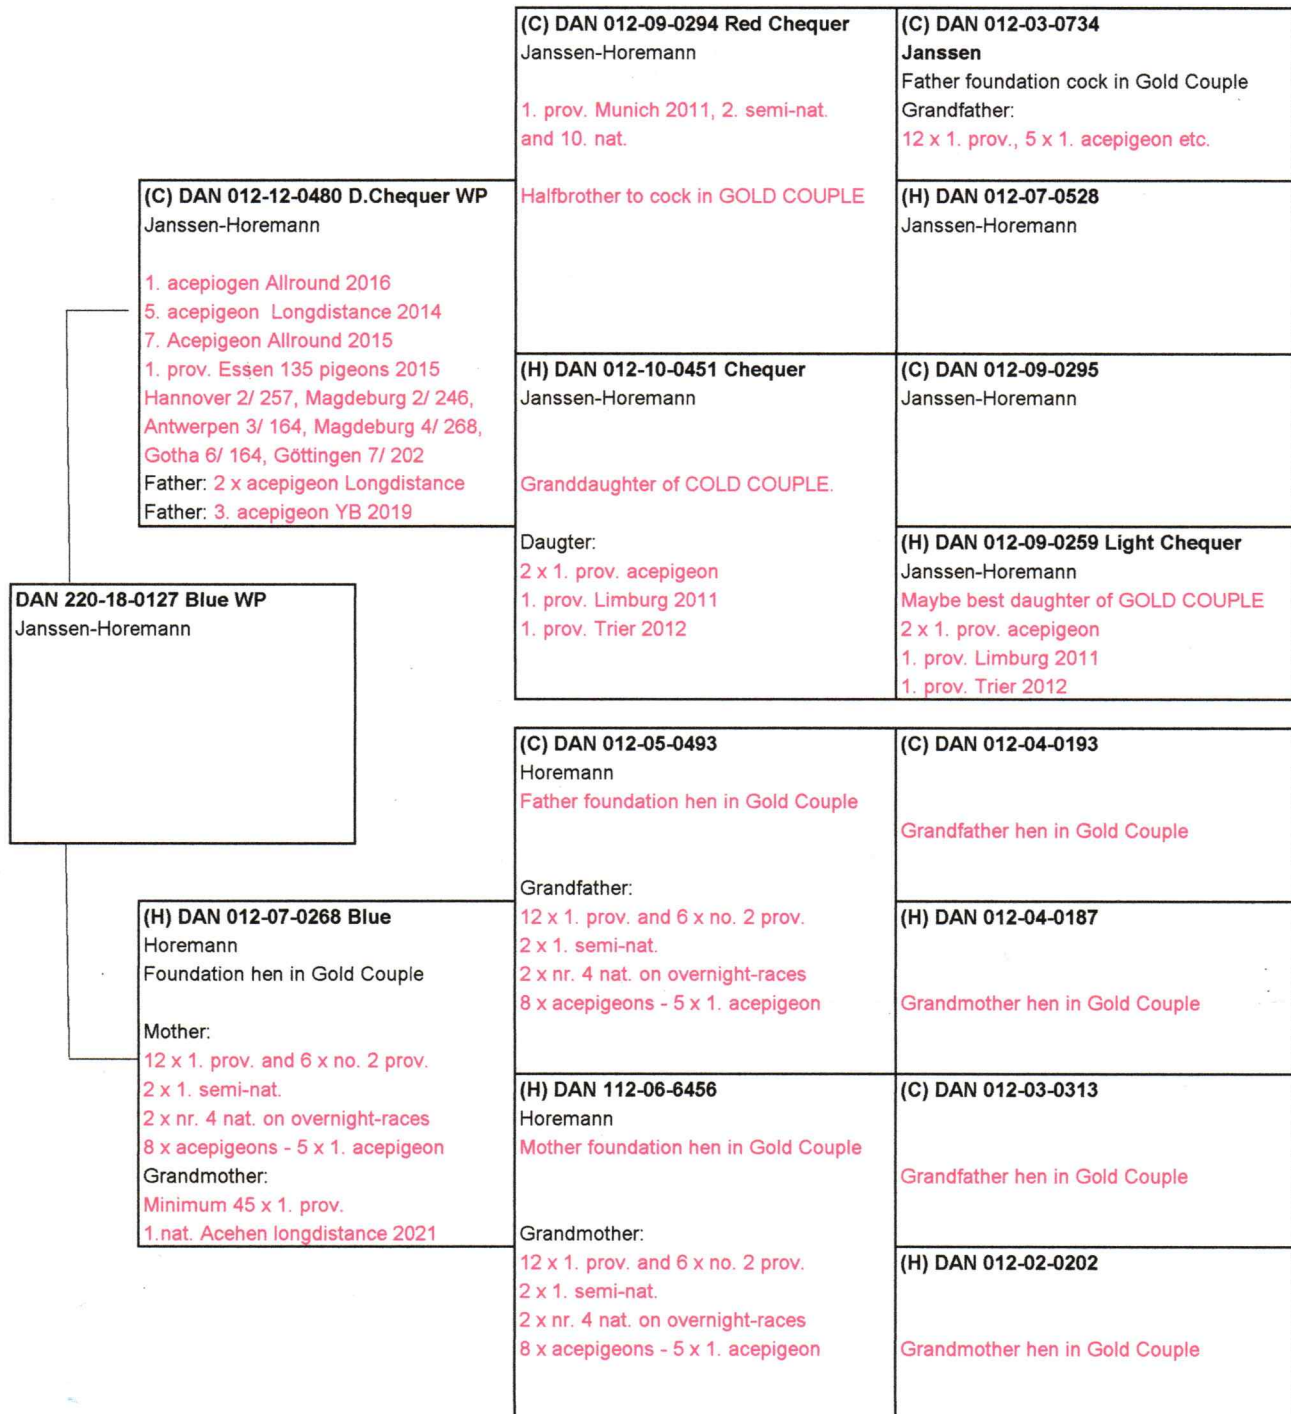 (C) DAN 012-09-0294 Red Chequer
Janssen-Horemann
1. prov. Munich 2011, 2. semi-nat.
and 10. nat.
Halfbrother to cock in GOLD COUPLE
(C) DAN 012-03-0734
Janssen
Father foundation cock in Gold Couple
Grandfather:
12 x 1. prov., 5 x 1. acepigeon etc.
(C) DAN 012-12-0480 D.Chequer WP
Janssen-Horemann
1. acepiogen Allround 2016
5. acepigeon Longdistance 2014
7. Acepigeon Allround 2015
1. prov. Essen 135 pigeons 2015
Hannover 2/ 257, Magdeburg 2/ 246,
Antwerpen 3/ 164, Magdeburg 4/ 268,
Gotha 6/ 164, Göttingen 7/ 202
Father: 2 x acepigeon Longdistance
Father: 3. acepigeon YB 2019
(H) DAN 012-07-0528
Janssen-Horemann
(H) DAN 012-10-0451 Chequer
Janssen-Horemann
Granddaughter of COLD COUPLE.
Daugter:
2 x 1. prov. acepigeon
1. prov. Limburg 2011
1. prov. Trier 2012
(C) DAN 012-09-0295
Janssen-Horemann
(H) DAN 012-09-0259 Light Chequer
Janssen-Horemann
Maybe best daughter of GOLD COUPLE
2 x 1. prov. acepigeon
1. prov. Limburg 2011
1. prov. Trier 2012
DAN 220-18-0127 Blue WP
Janssen-Horemann
(C) DAN 012-05-0493
Horemann
Father foundation hen in Gold Couple
Grandfather:
12 x 1. prov. and 6 x no. 2 prov.
2 x 1. semi-nat.
2 x nr. 4 nat. on overnight-races
8 x acepigeons - 5 x 1. acepigeon
(C) DAN 012-04-0193
Grandfather hen in Gold Couple
(H) DAN 012-07-0268 Blue
Horemann
Foundation hen in Gold Couple
Mother:
12 x 1. prov. and 6 x no. 2 prov.
2 x 1. semi-nat.
2 x nr. 4 nat. on overnight-races
8 x acepigeons - 5 x 1. acepigeon
Grandmother:
Minimum 45 x 1. prov.
1.nat. Acehen longdistance 2021
(H) DAN 012-04-0187
Grandmother hen in Gold Couple
(H) DAN 112-06-6456
Horemann
Mother foundation hen in Gold Couple
Grandmother:
12 x 1. prov. and 6 x no. 2 prov.
2 x 1. semi-nat.
2 x nr. 4 nat. on overnight-races
8 x acepigeons - 5 x 1. acepigeon
(C) DAN 012-03-0313
Grandfather hen in Gold Couple
(H) DAN 012-02-0202
Grandmother hen in Gold Couple